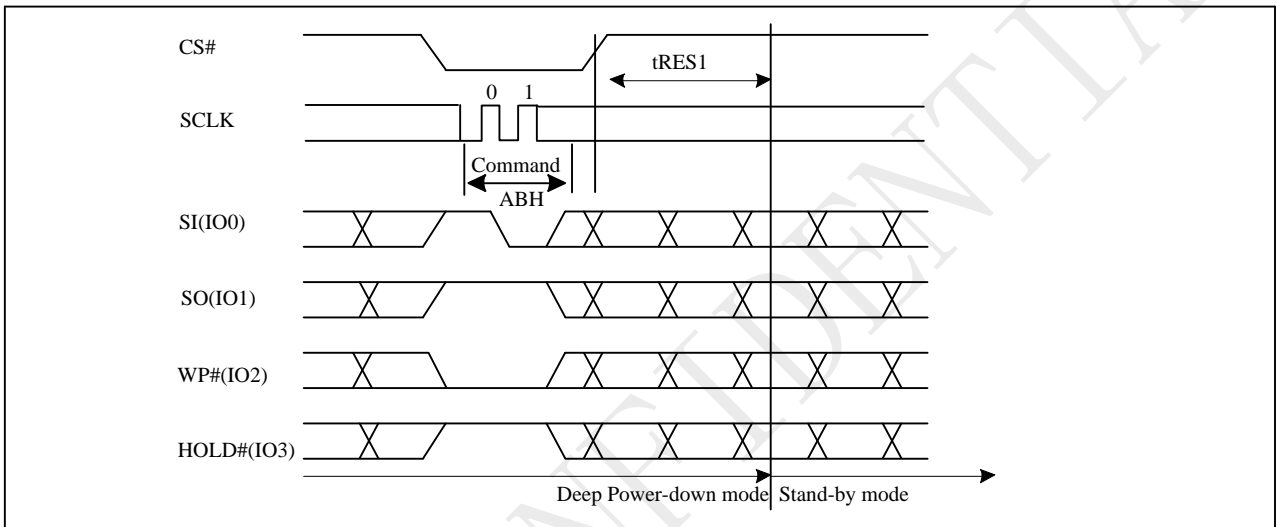 CS#
tRES1
0 1
SCLK
Command
ABH
SI(IO0)
SO(IO1)
WP#(IO2)
HOLD#(IO3)
Deep Power-down mode Stand-by mode